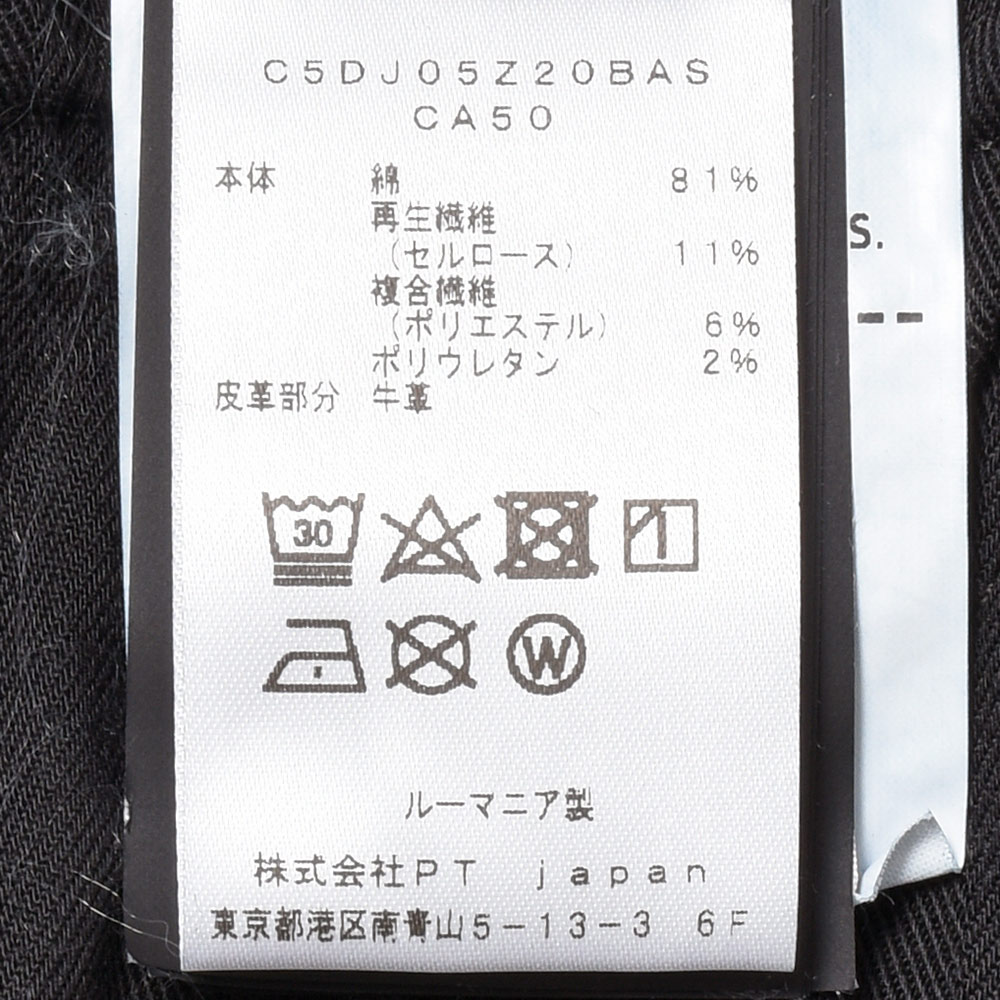 C5DJ05Z20BAS
CA50
本体 綿 81%
再生繊維
(セルロース) 11%
複合繊維
(ポリエステル) 6%
ポリウレタン 2%
皮革部分 牛革
S.
--
30
W
ルーマニア製
株式会社PT japan
東京都港区南青山5-13-3 6F